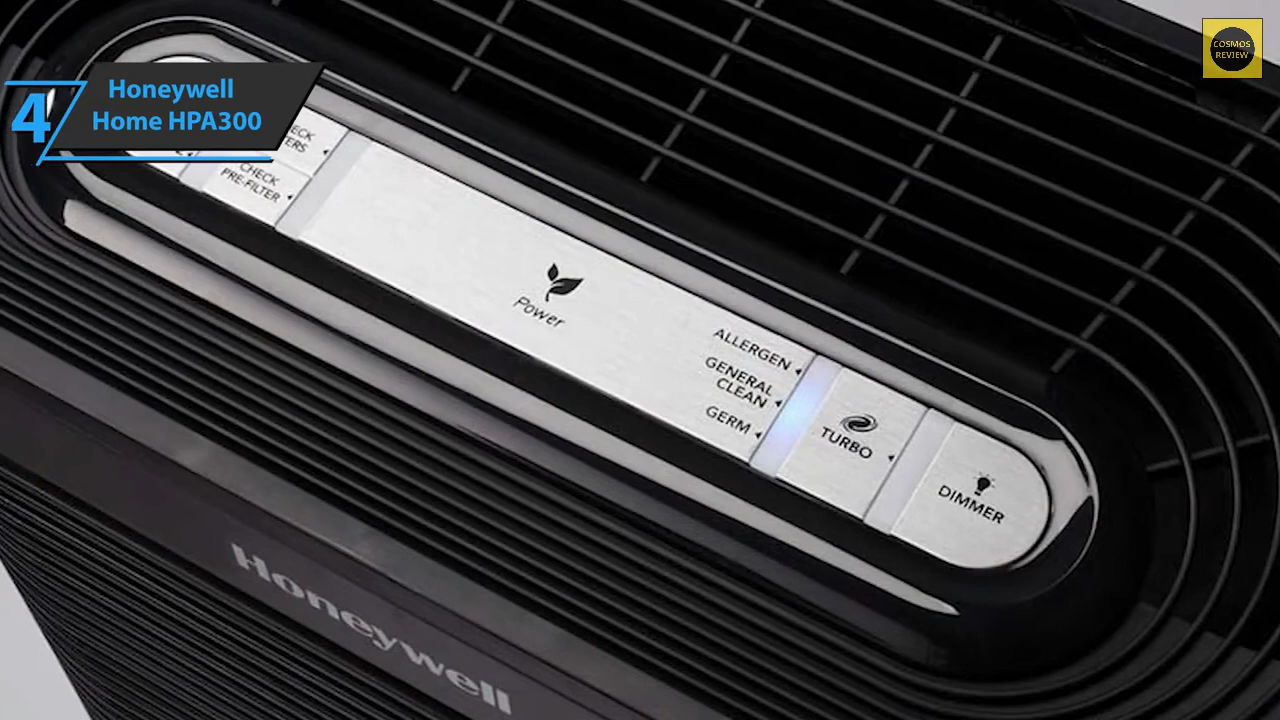 COSMOS
REVIEW
4
Honeywell
Home HPA300
CHECK
PRE-FILTER
Power
ALLERGEN
GENERAL
CLEAN
GERM
TURBO
DIMMER
Honeywell